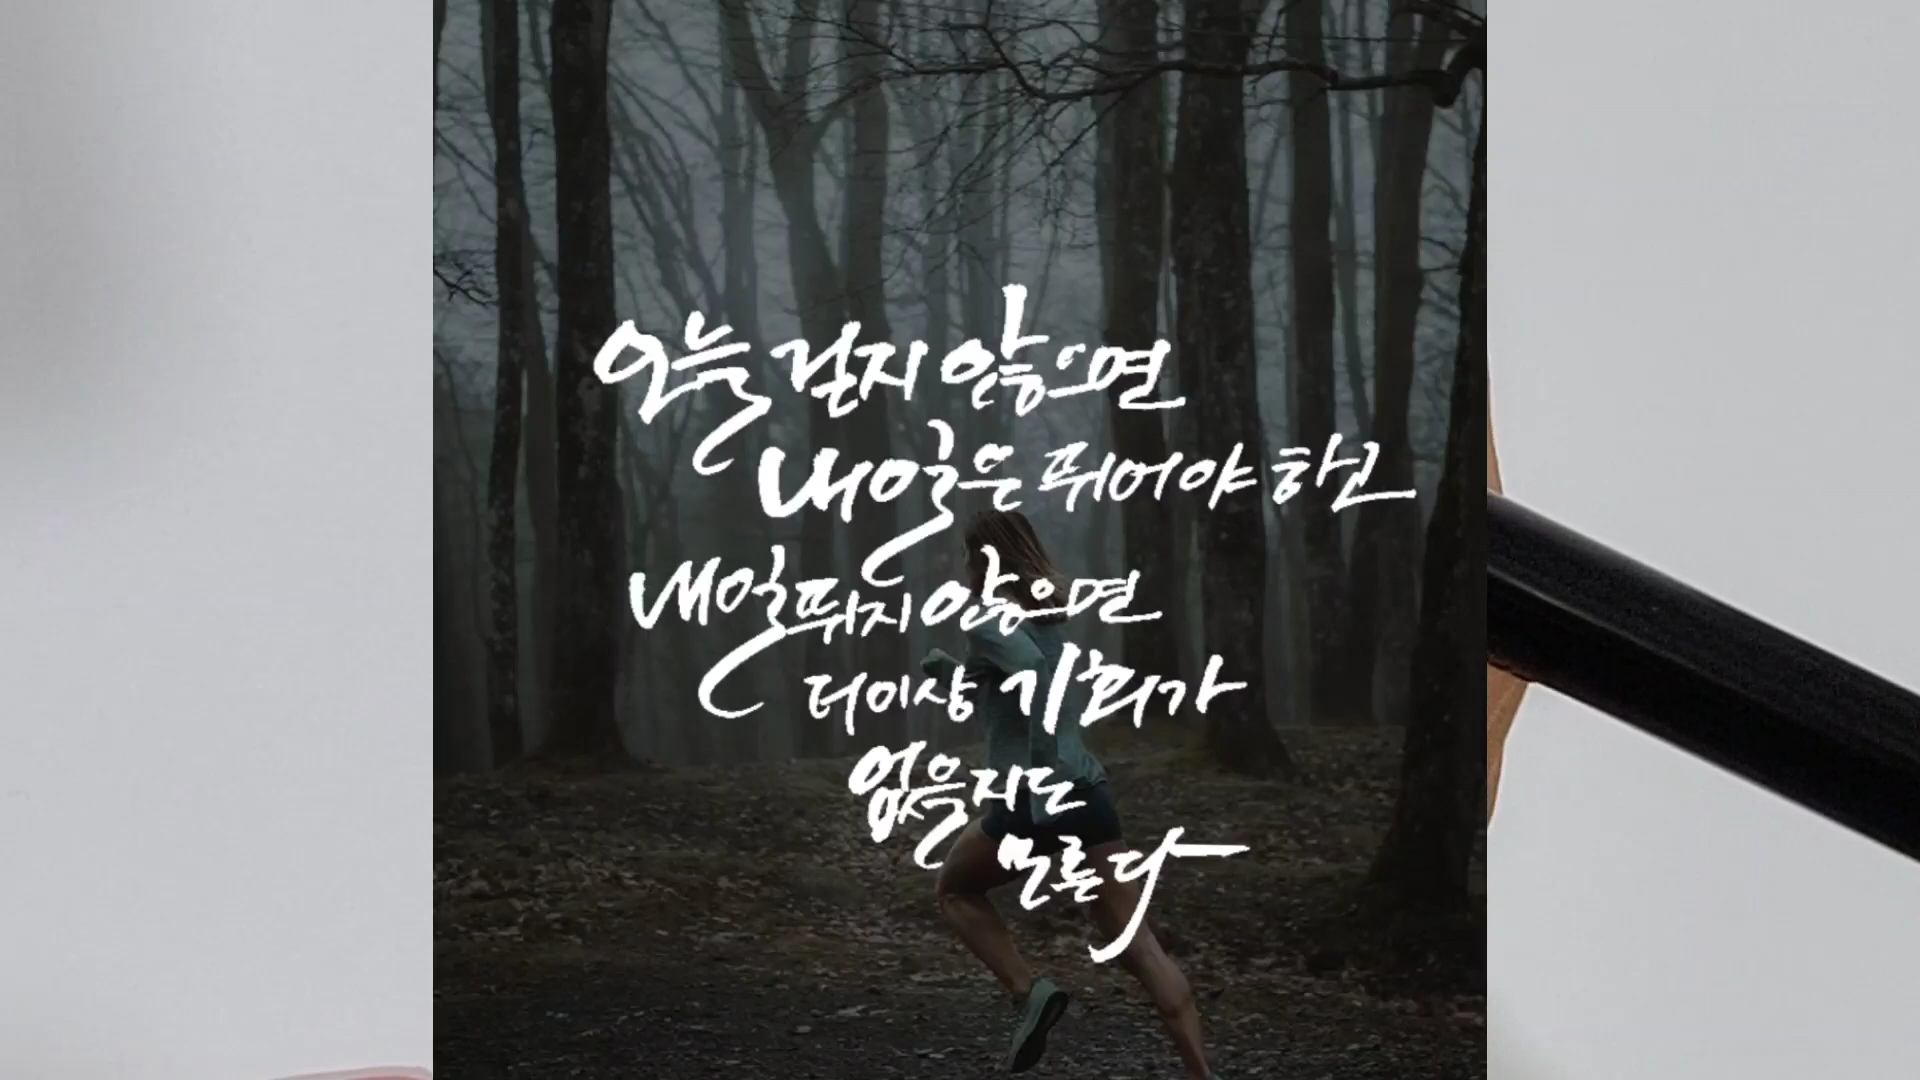 오늘 걷지 않으면
내일은 뛰어야 하고
내일 뛰지 않으면
더 이상 기회가
없을지도
모른다